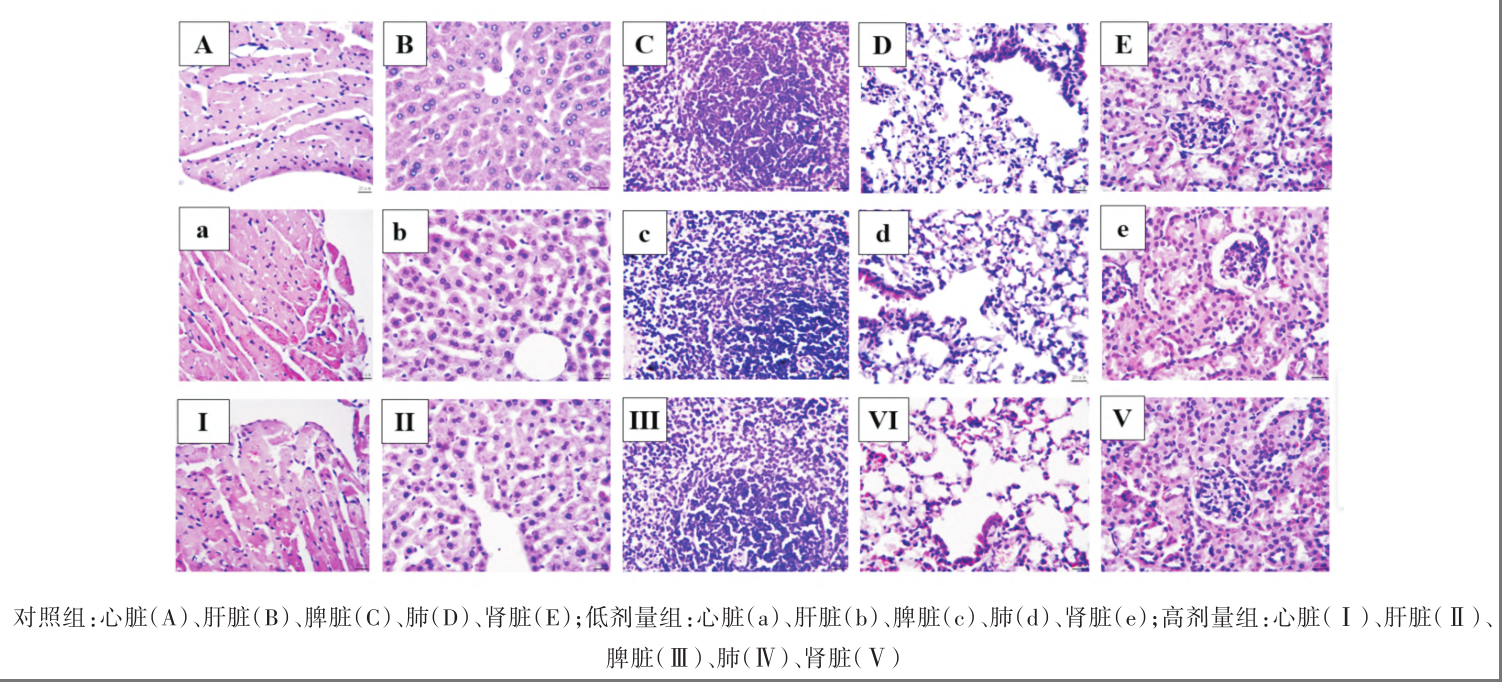 A
B
C
D
E
a
b
c
d
e
I
II
III
VI
V
对照组:心脏(A)、肝脏(B)、脾脏(C)、肺(D)、肾脏(E);低剂量组:心脏(a)、肝脏(b)、脾脏(c)、肺(d)、肾脏(e);高剂量组:心脏(Ⅰ)、肝脏(Ⅱ)、
脾脏(Ⅲ)、肺(Ⅳ)、肾脏(Ⅴ)